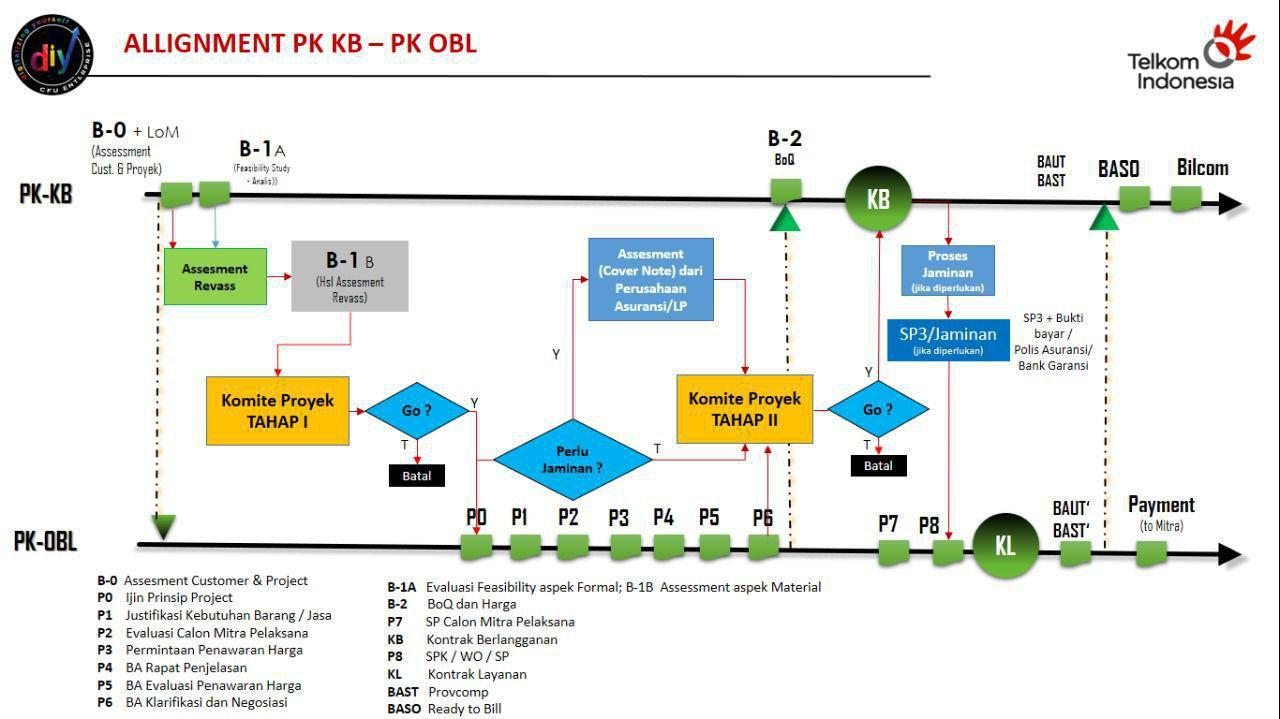 ALLIGNMENT PK KB – PK OBL
digitalizing yourself
diy
CFU ENTERPRISE
Telkom
Indonesia
B-0 + LoM
(Assessment
Cust. & Proyek)
B-1A
(Feasibility Study
- Analis))
B-2
BoQ
BAUT
BAST
BASO
Bilcom
PK-KB
KB
Assesment
Revass
B-1 B
(Hsl Assesment
Revass)
Assesment
(Cover Note) dari
Perusahaan
Asuransi/LP
Proses
Jaminan
(jika diperlukan)
SP3/Jaminan
(jika diperlukan)
SP3 + Bukti
bayar /
Polis Asuransi/
Bank Garansi
Y
Y
Komite Proyek
TAHAP I
Go ?
Y
T
Batal
Perlu
Jaminan ?
T
Komite Proyek
TAHAP II
Go ?
T
Batal
P0
P1
P2
P3
P4
P5
P6
P7
P8
KL
BAUT'
BAST'
Payment
(to Mitra)
PK-OBL
B-0 Assesment Customer & Project
P0 Ijin Prinsip Project
P1 Justifikasi Kebutuhan Barang / Jasa
P2 Evaluasi Calon Mitra Pelaksana
P3 Permintaan Penawaran Harga
P4 BA Rapat Penjelasan
P5 BA Evaluasi Penawaran Harga
P6 BA Klarifikasi dan Negosiasi
B-1A Evaluasi Feasibility aspek Formal; B-1B Assessment aspek Material
B-2 BoQ dan Harga
P7 SP Calon Mitra Pelaksana
KB Kontrak Berlangganan
P8 SPK / WO / SP
KL Kontrak Layanan
BAST Provcomp
BASO Ready to Bill